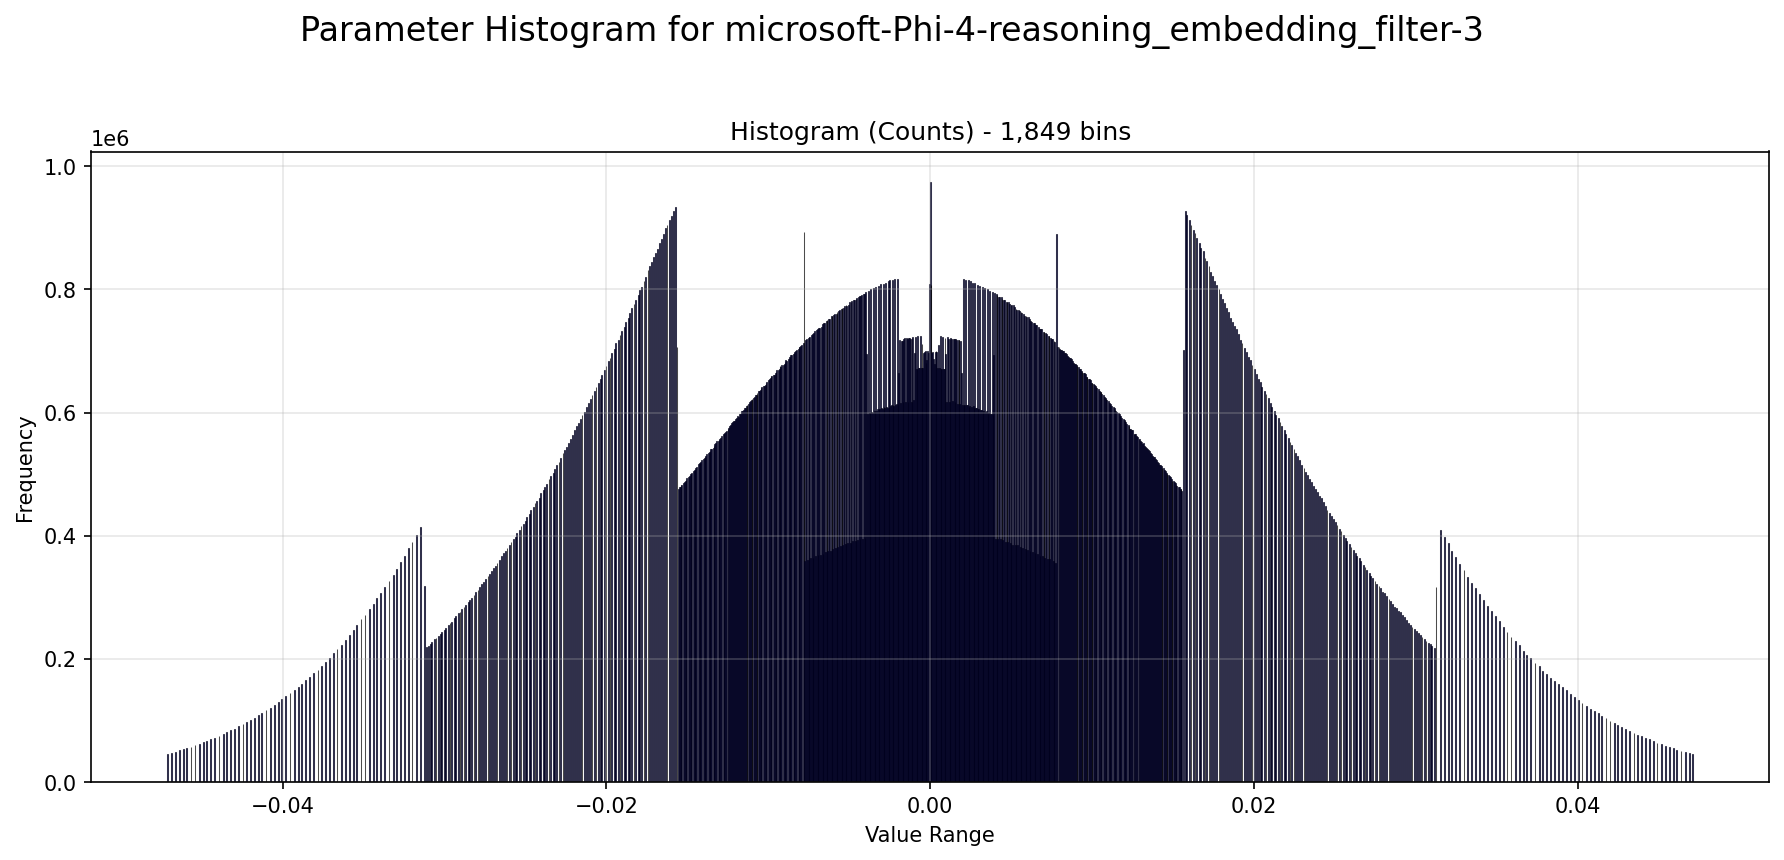 Parameter Histogram for microsoft-Phi-4-reasoning_embedding_filter-3
Histogram (Counts) - 1,849 bins
1e6
1.0
0.8
0.6
0.4
0.2
0.0
Frequency
−0.04 −0.02 0.00 0.02 0.04
Value Range